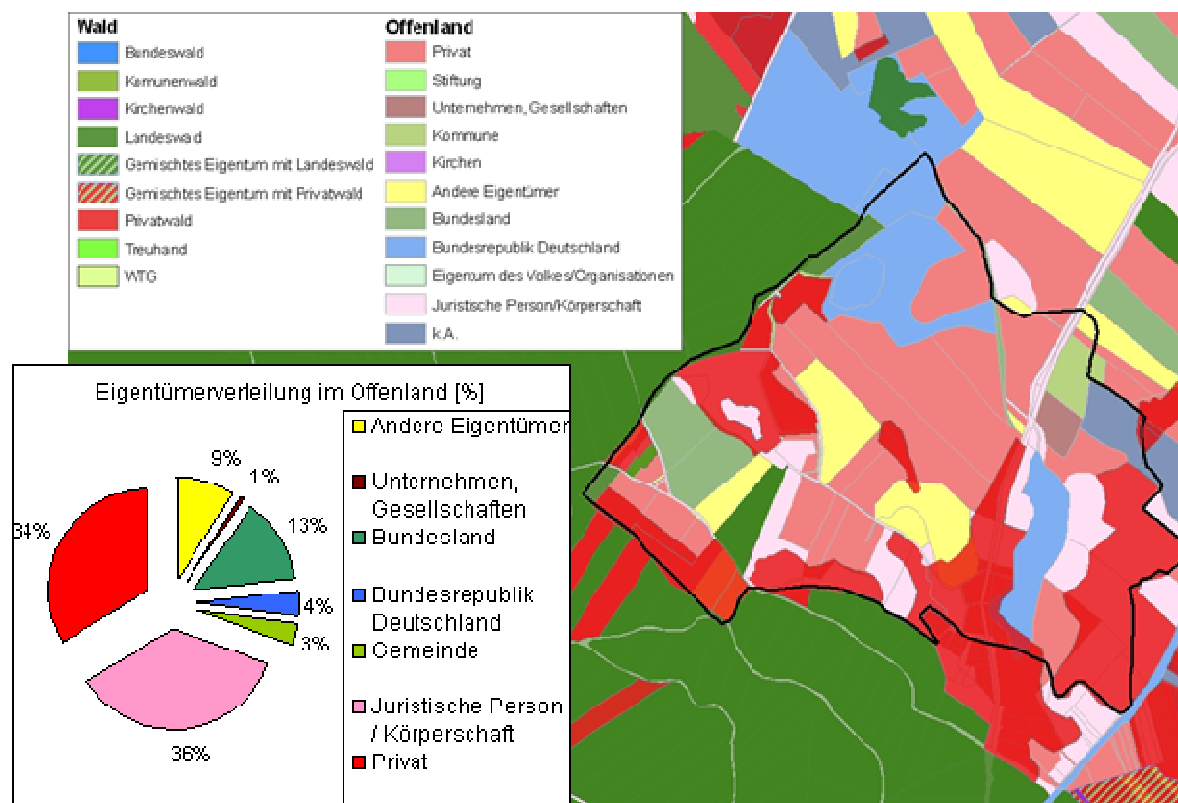 Wald
Bundeswald
Komunenwald
Kirchenwald
Landeswald
Gemischtes Eigentum mit Landeswald
Gemischtes Eigentum mit Privatwald
Privatwald
Treuhand
WTG
Offenland
Privat
Stiftung
Unternehmen, Gesellschaften
Kommune
Kirchen
Andere Eigentümer
Bundesland
Bundesrepublik Deutschland
Eigentum des Volkes/Organisationen
Juristische Person/Körperschaft
k.A.
Eigentümerverteilung im Offenland [%]
9%
1%
13%
4%
3%
36%
34%
Andere Eigentümer
Unternehmen,
Gesellschaften
Bundesland
Bundesrepublik
Deutschland
Gemeinde
Juristische Person
/ Körperschaft
Privat